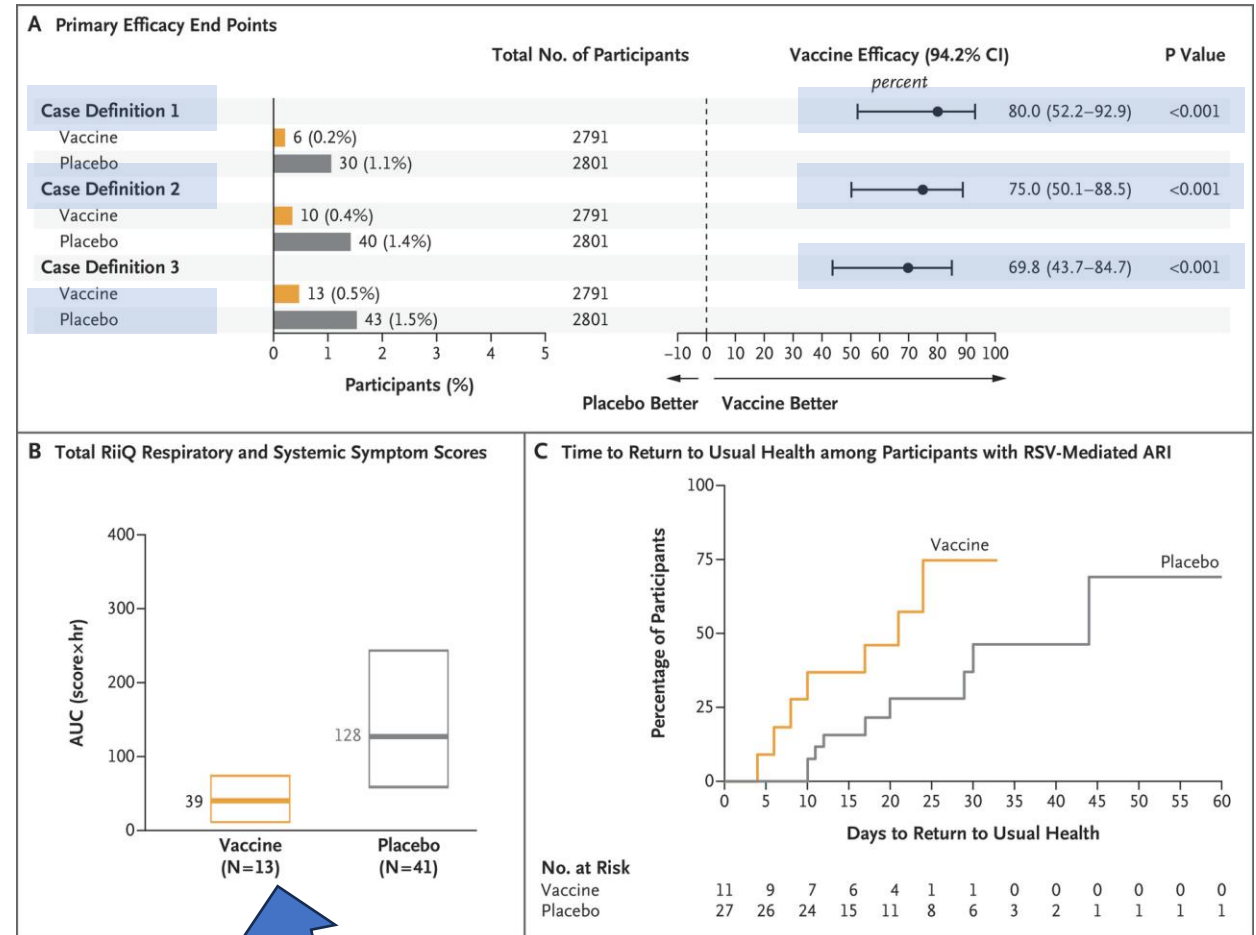 A Primary Efficacy End Points
Total No. of Participants Vaccine Efficacy (94.2% CI) P Value
percent
Case Definition 1 80.0 (52.2–92.9) <0.001
Vaccine 6 (0.2%) 2791
Placebo 30 (1.1%) 2801
Case Definition 2 75.0 (50.1–88.5) <0.001
Vaccine 10 (0.4%) 2791
Placebo 40 (1.4%) 2801
Case Definition 3 69.8 (43.7–84.7) <0.001
Vaccine 13 (0.5%) 2791
Placebo 43 (1.5%) 2801
0 1 2 3 4 5 −10 0 10 20 30 40 50 60 70 80 90 100
Participants (%)
Placebo Better Vaccine Better
B Total RiiQ Respiratory and Systemic Symptom Scores
400
300
200
100
0
AUC (score×hr)
39
128
Vaccine Placebo
(N=13) (N=41)
C Time to Return to Usual Health among Participants with RSV-Mediated ARI
100
75
50
25
0
Percentage of Participants
Vaccine
Placebo
0 5 10 15 20 25 30 35 40 45 50 55 60
Days to Return to Usual Health
No. at Risk
Vaccine 11 9 7 6 4 1 1 0 0 0 0 0 0
Placebo 27 26 24 15 11 8 6 3 2 1 1 1 1